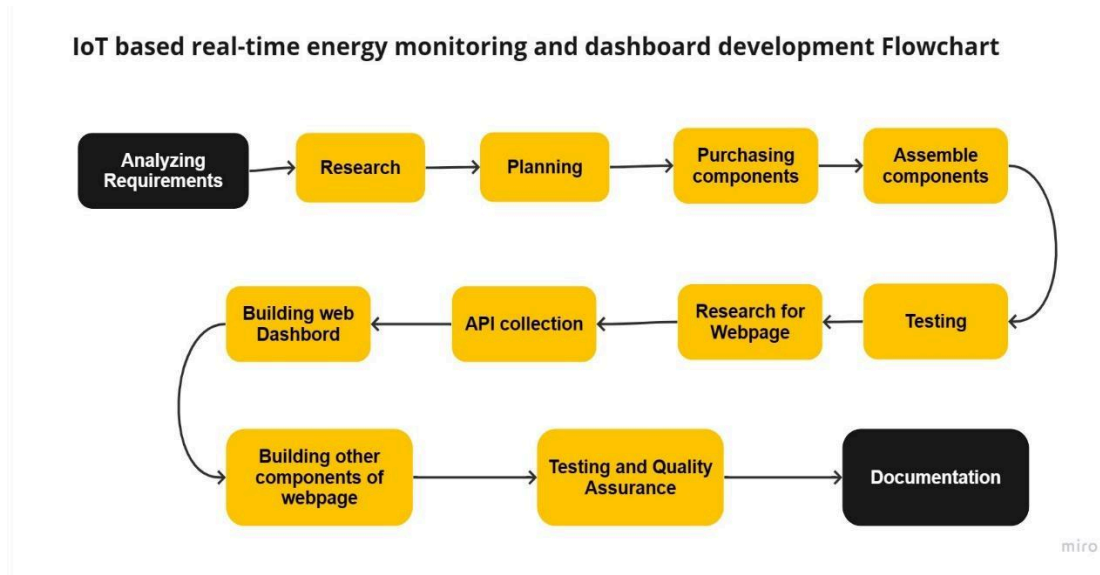 IoT based real-time energy monitoring and dashboard development Flowchart
Analyzing
Requirements
Research
Planning
Purchasing
components
Assemble
components
Testing
Research for
Webpage
API collection
Building web
Dashbord
Building other
components of
webpage
Testing and Quality
Assurance
Documentation
miro